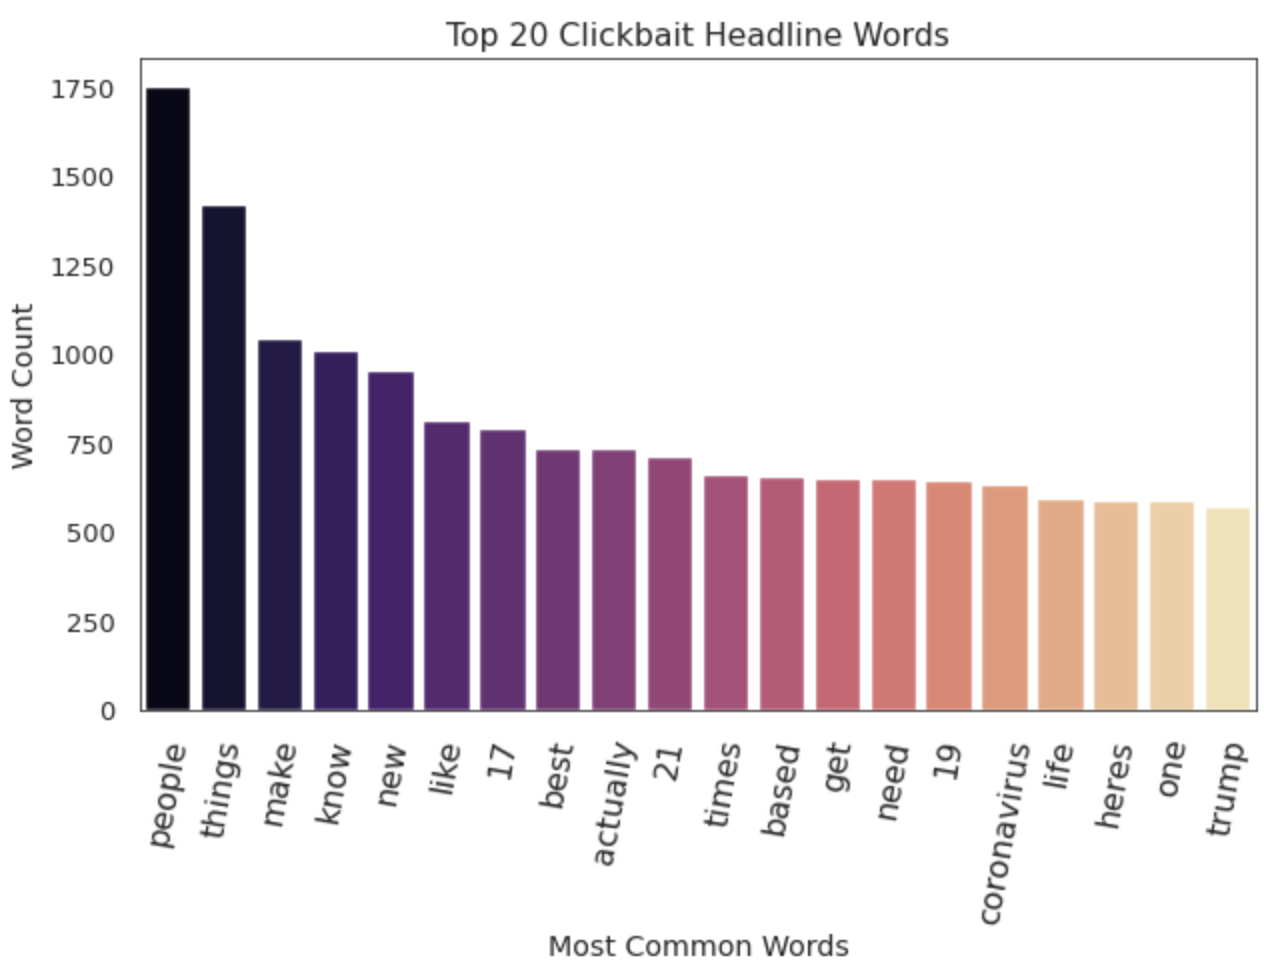 Top 20 Clickbait Headline Words
Word Count
1750
1500
1250
1000
750
500
250
0
people
things
make
know
new
like
17
best
actually
21
times
based
get
need
19
coronavirus
life
heres
one
trump
Most Common Words